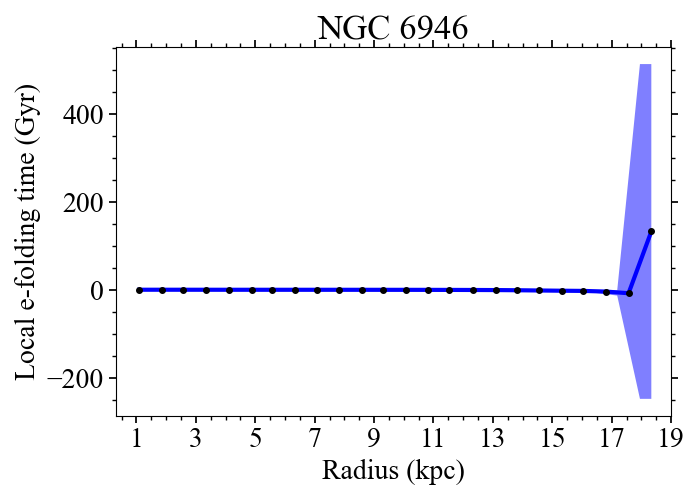 NGC 6946
Local e-folding time (Gyr)
400
200
0
−200
1 3 5 7 9 11 13 15 17 19
Radius (kpc)